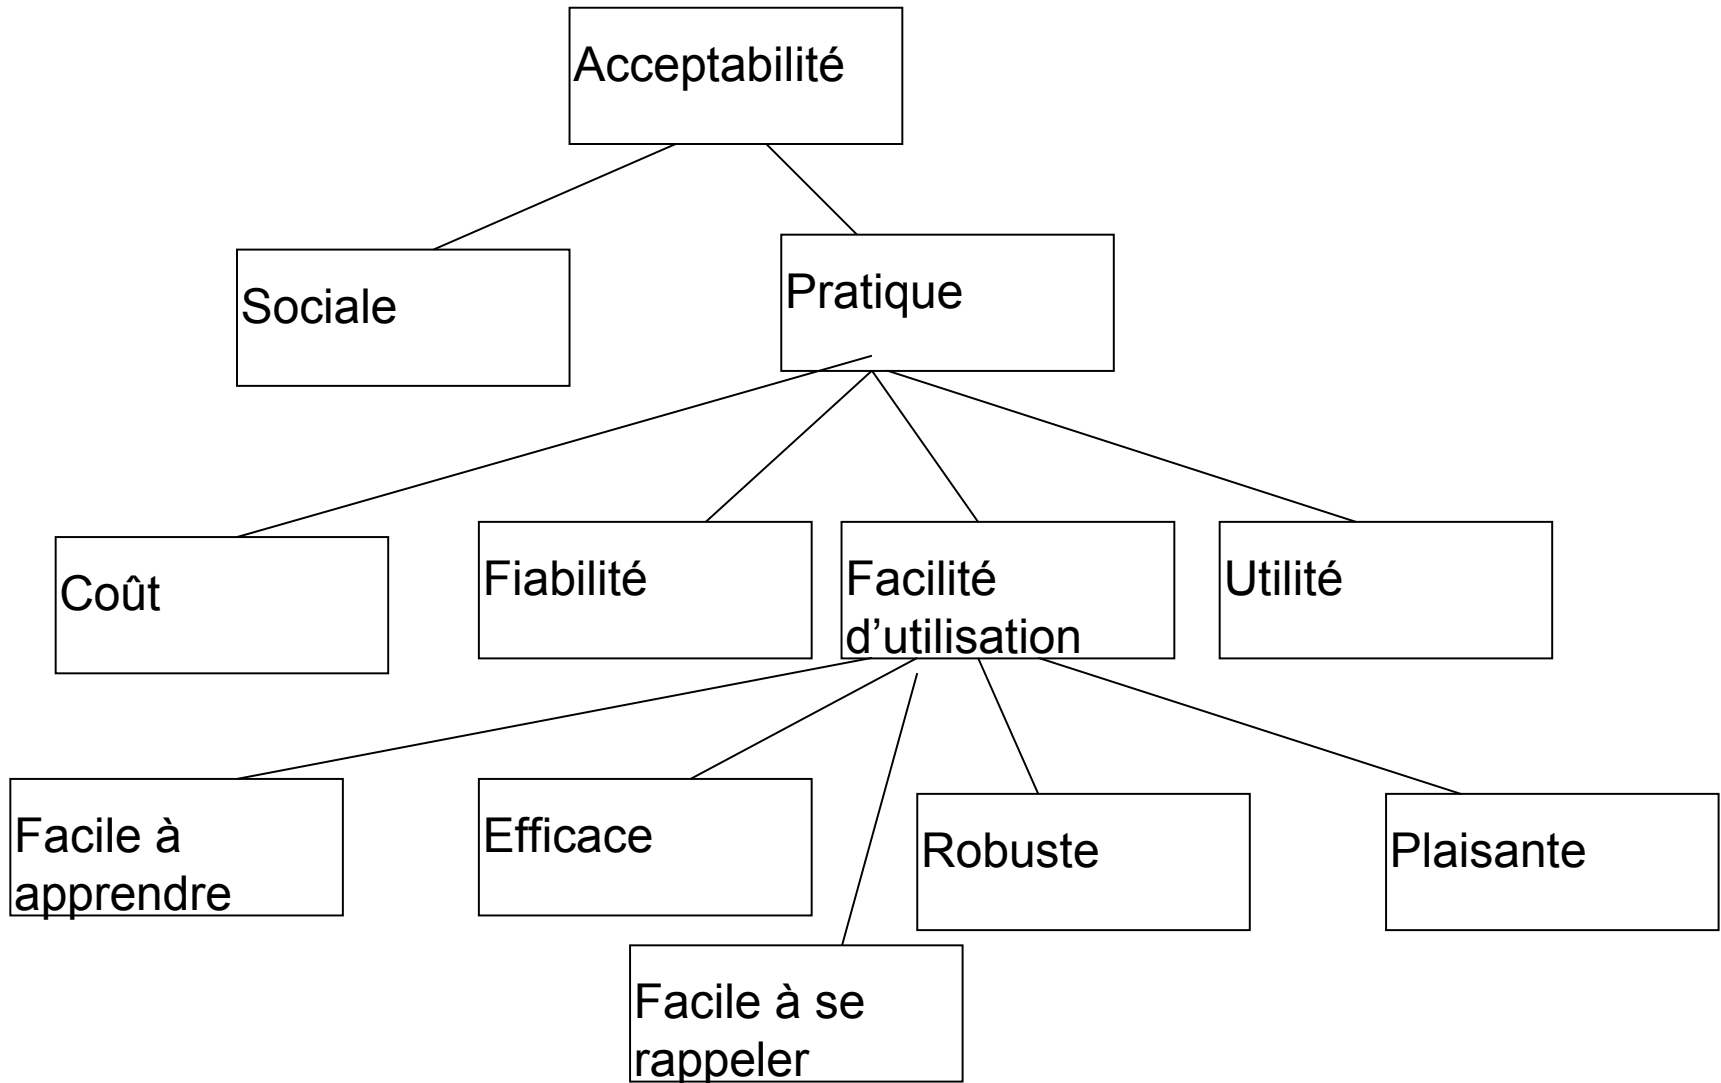 Acceptabilité
Sociale
Pratique
Coût
Fiabilité
Facilité
d’utilisation
Utilité
Facile à
apprendre
Efficace
Robuste
Plaisante
Facile à se
rappeler